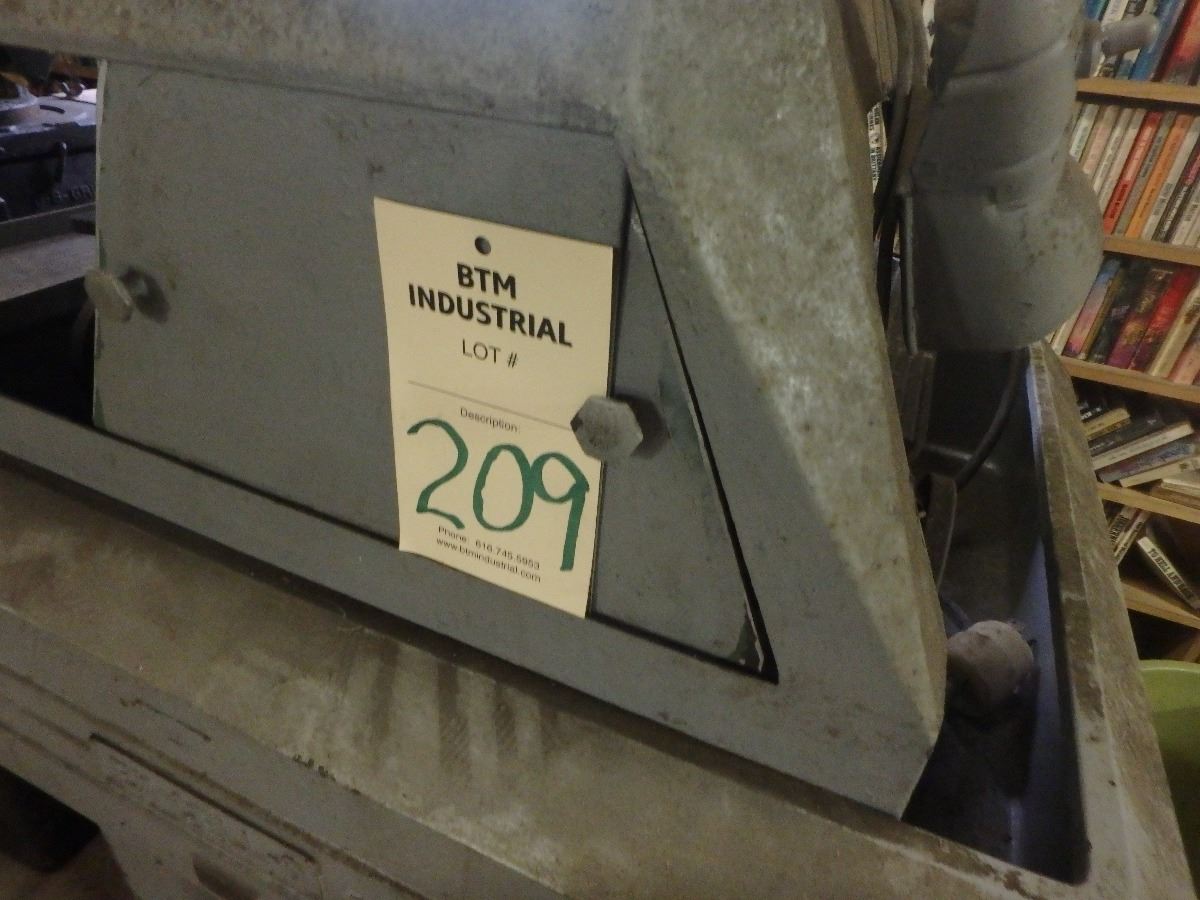 BTM
INDUSTRIAL
LOT #
Description:
209
Phone: 616.745.5953
www.btmindustrial.com